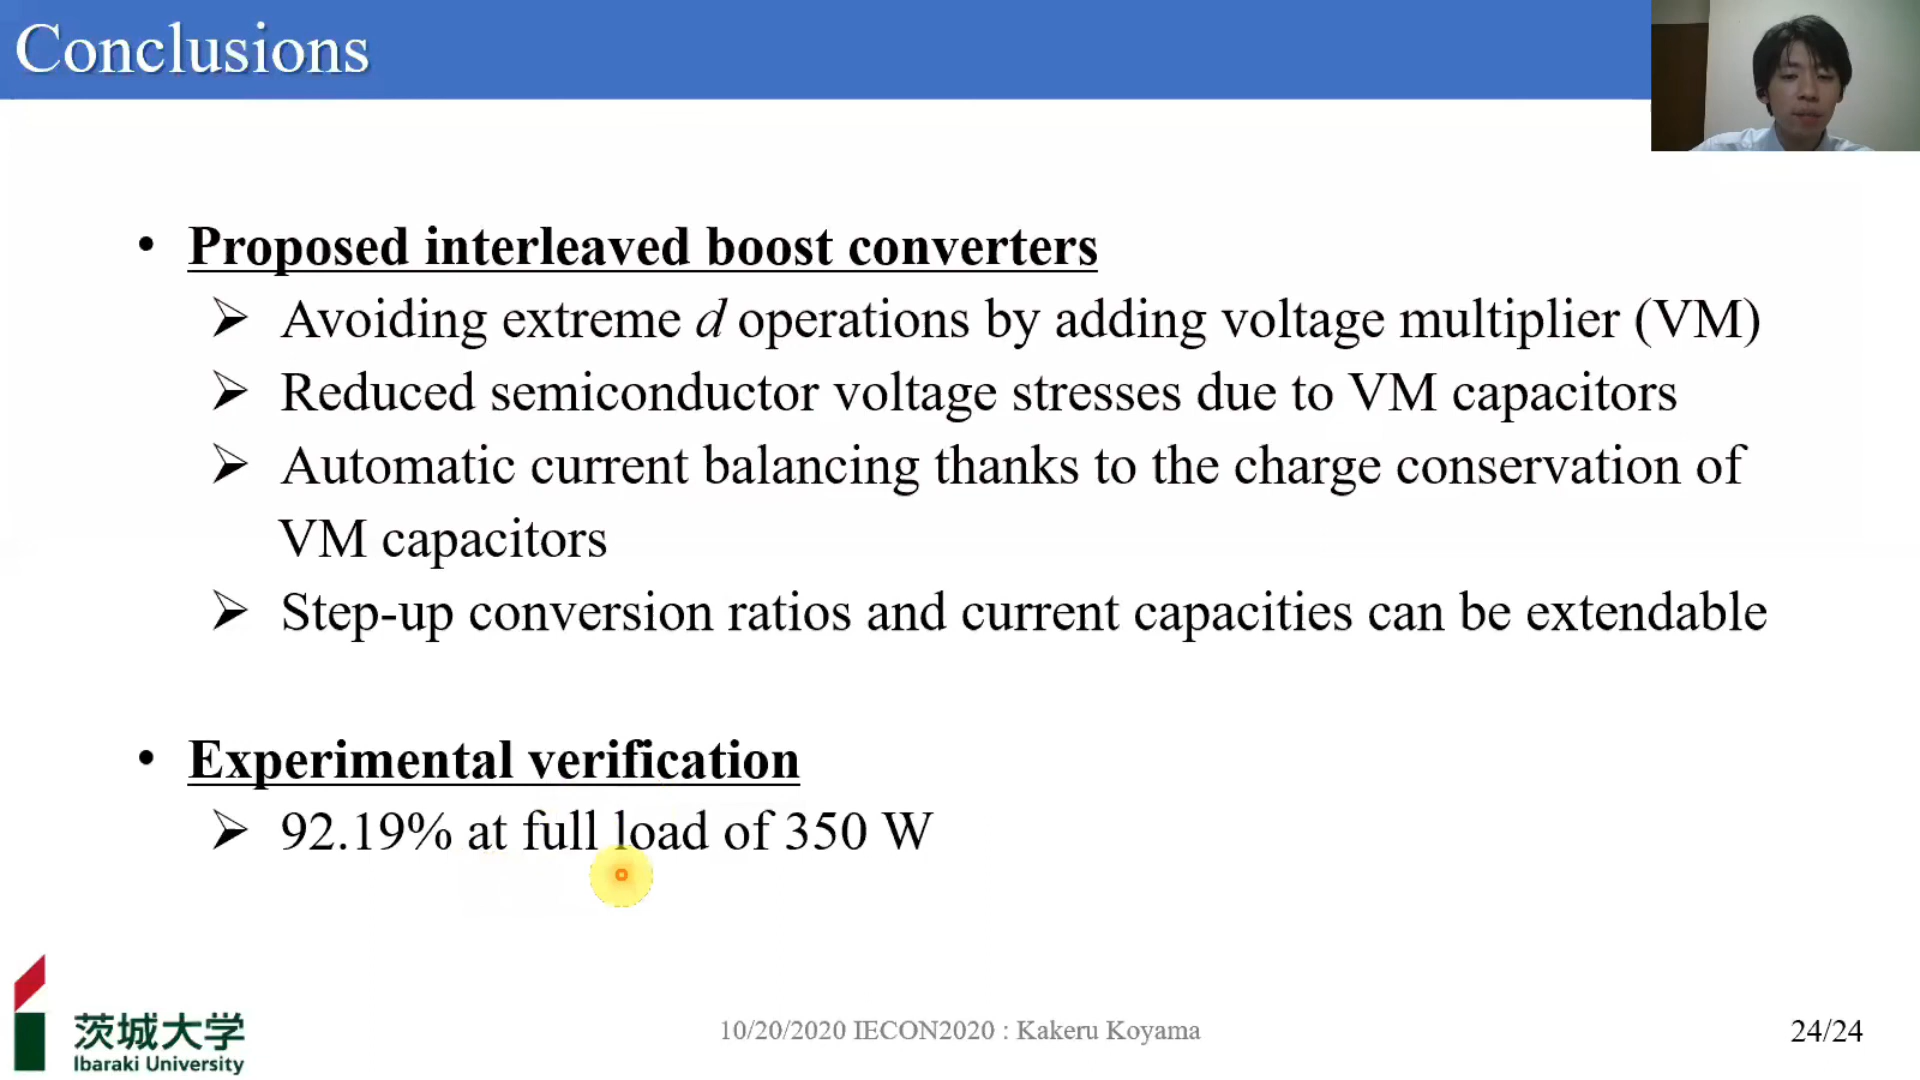 Conclusions
• Proposed interleaved boost converters
➢ Avoiding extreme d operations by adding voltage multiplier (VM)
➢ Reduced semiconductor voltage stresses due to VM capacitors
➢ Automatic current balancing thanks to the charge conservation of
VM capacitors
➢ Step-up conversion ratios and current capacities can be extendable
• Experimental verification
➢ 92.19% at full load of 350 W
茨城大学
Ibaraki University
10/20/2020 IECON2020 : Kakeru Koyama
24/24